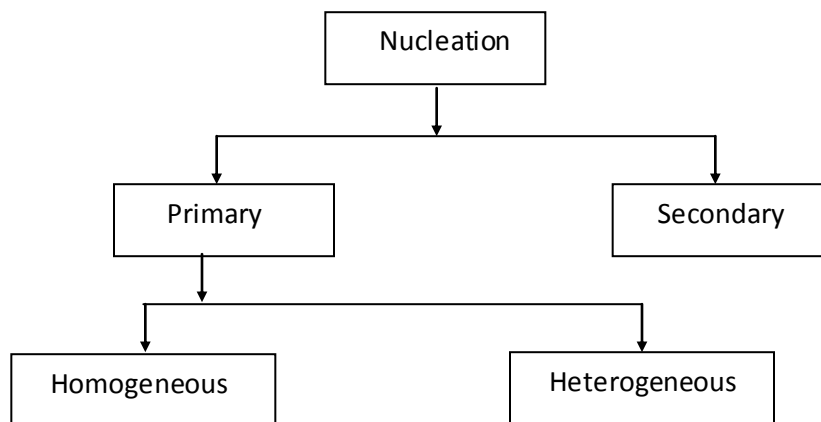 Nucleation
Primary
Secondary
Homogeneous
Heterogeneous